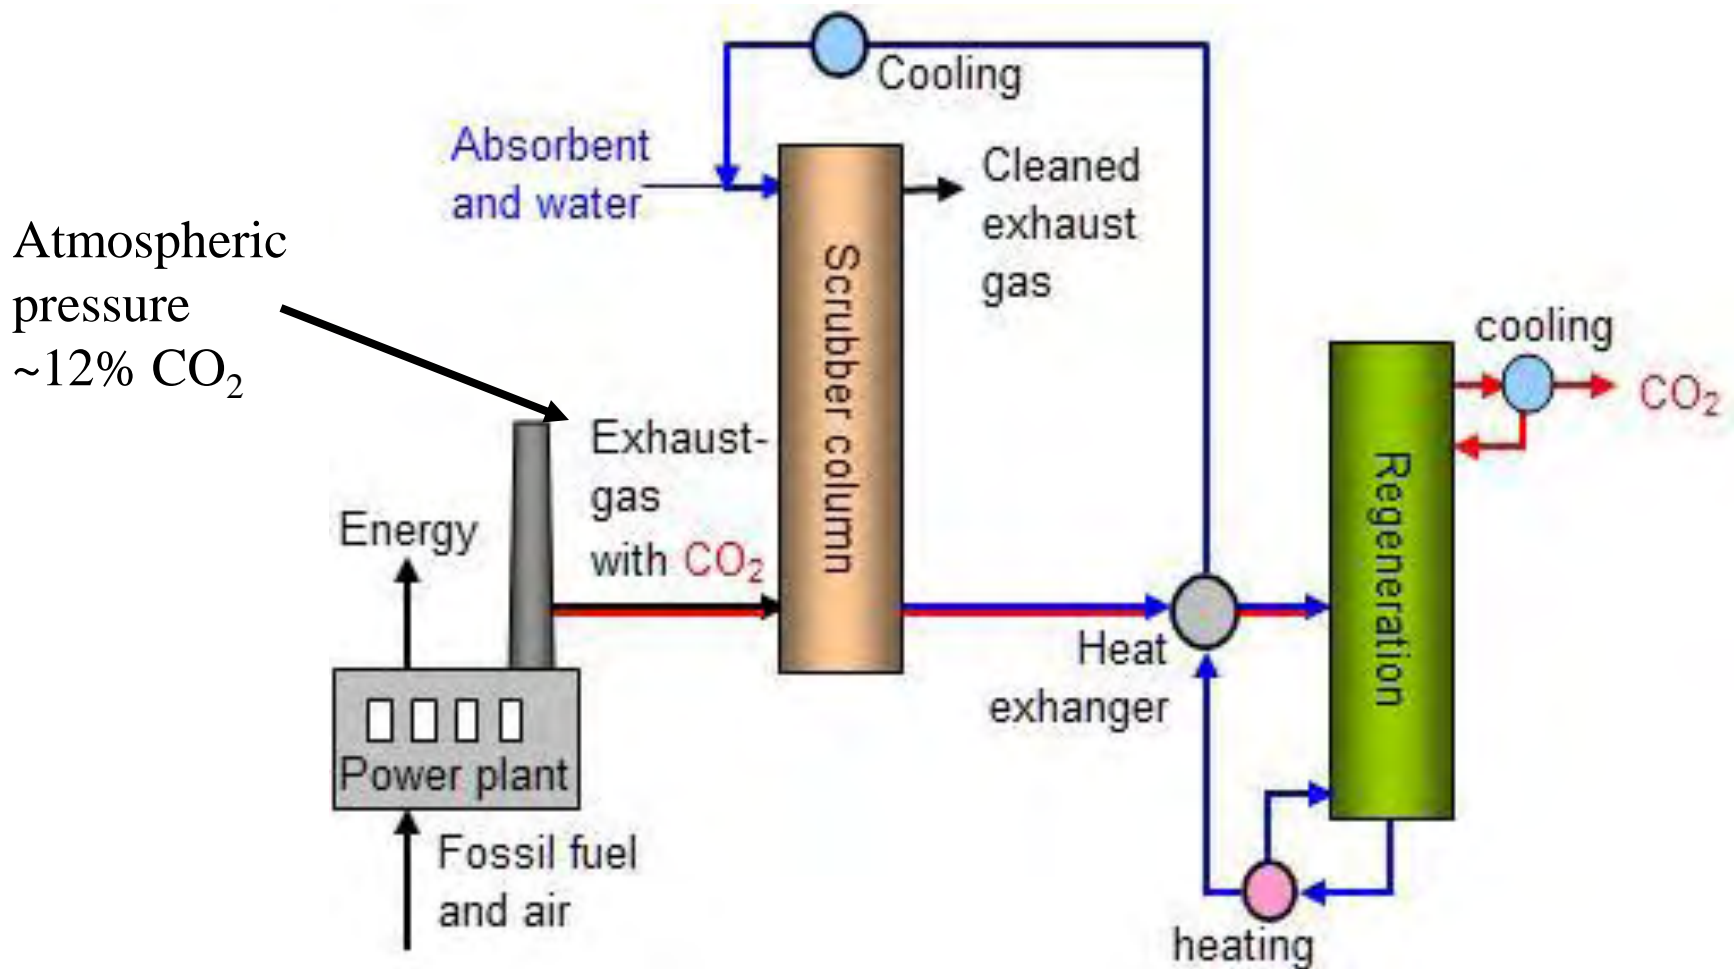 Cooling
Absorbent
and water
Cleaned
exhaust
gas
Atmospheric
pressure
~12% CO₂
Scrubber column
cooling
CO₂
Exhaust-
gas
with CO₂
Energy
Regeneration
Heat
exhanger
Power plant
Fossil fuel
and air
heating